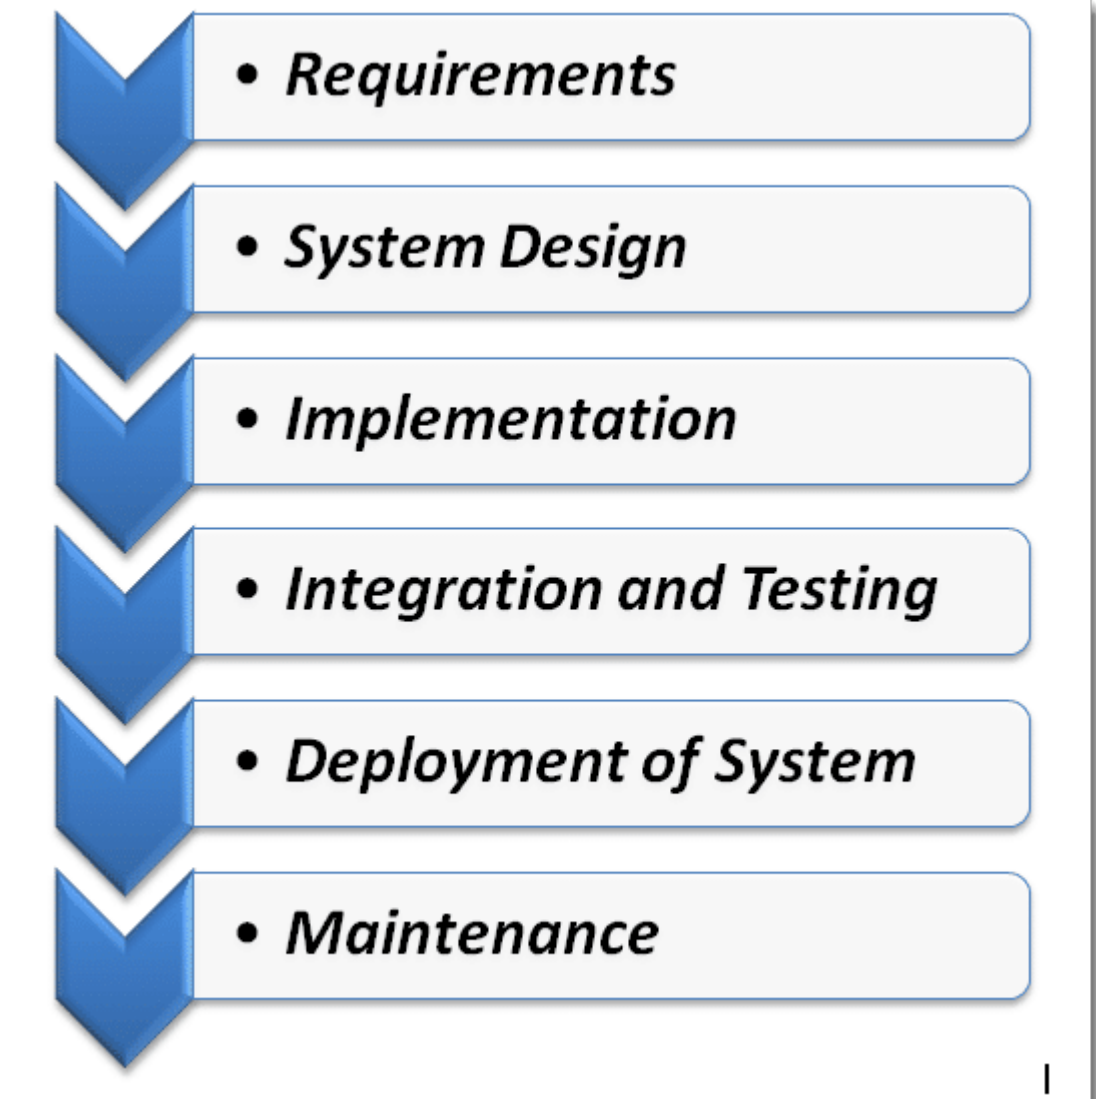 • Requirements
• System Design
• Implementation
• Integration and Testing
• Deployment of System
• Maintenance